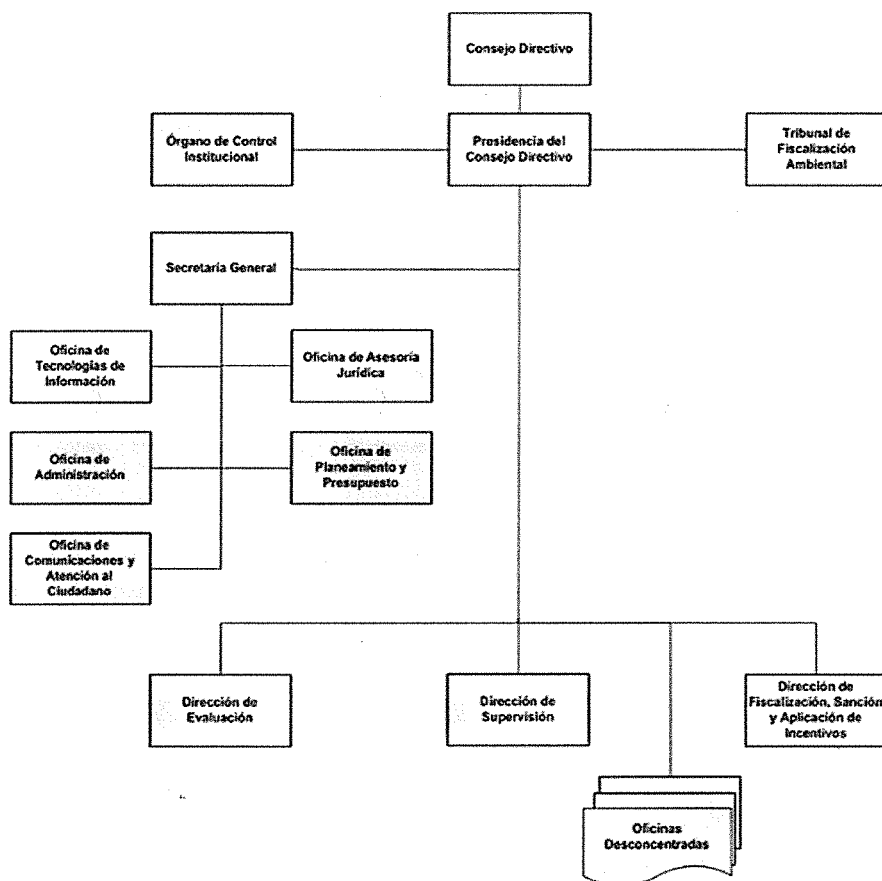 Consejo Directivo
Órgano de Control
Institucional
Presidencia del
Consejo Directivo
Tribunal de
Fiscalización
Ambiental
Secretaría General
Oficina de
Tecnologías de
Información
Oficina de Asesoría
Jurídica
Oficina de
Administración
Oficina de
Planeamiento y
Presupuesto
Oficina de
Comunicaciones y
Atención al
Ciudadano
Dirección de
Evaluación
Dirección de
Supervisión
Dirección de
Fiscalización, Sanción
y Aplicación de
Incentivos
Oficinas
Desconcentradas